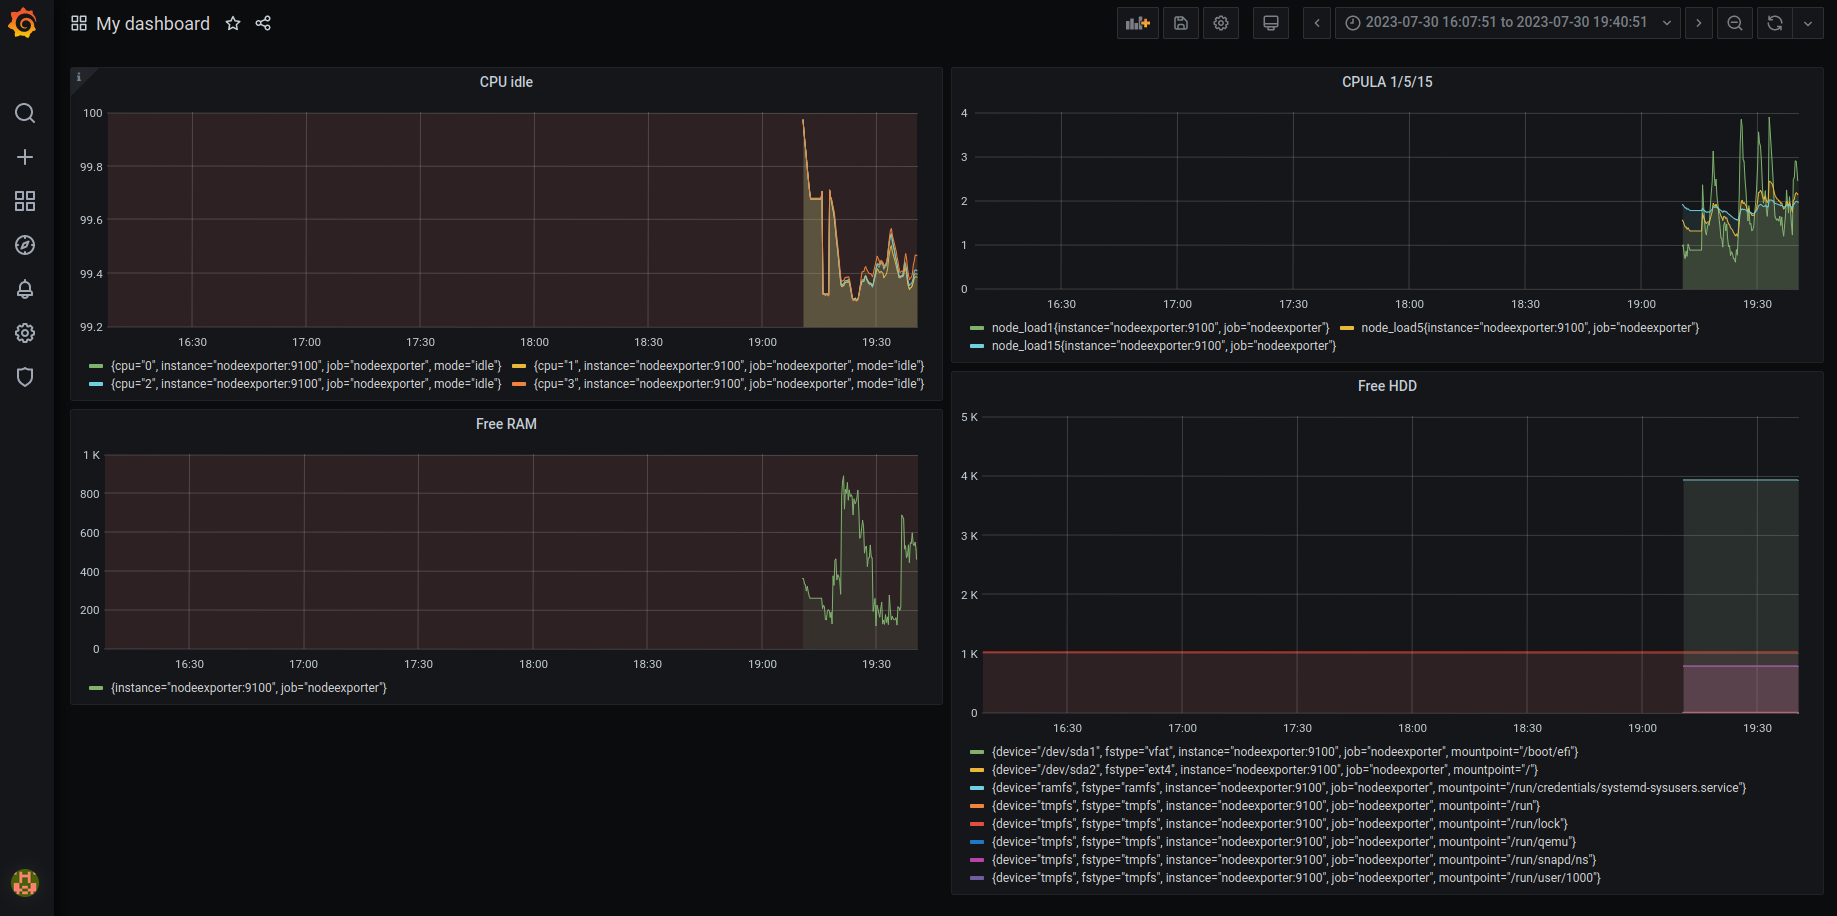 My dashboard
2023-07-30 16:07:51 to 2023-07-30 19:40:51
i
CPU idle
100
99.8
99.6
99.4
99.2
16:30 17:00 17:30 18:00 18:30 19:00 19:30
{cpu="0", instance="nodeexporter:9100", job="nodeexporter", mode="idle"} {cpu="1", instance="nodeexporter:9100", job="nodeexporter", mode="idle"}
{cpu="2", instance="nodeexporter:9100", job="nodeexporter", mode="idle"} {cpu="3", instance="nodeexporter:9100", job="nodeexporter", mode="idle"}
CPULA 1/5/15
4
3
2
1
0
16:30 17:00 17:30 18:00 18:30 19:00 19:30
node_load1{instance="nodeexporter:9100", job="nodeexporter"} node_load5{instance="nodeexporter:9100", job="nodeexporter"}
node_load15{instance="nodeexporter:9100", job="nodeexporter"}
Free RAM
1 K
800
600
400
200
0
16:30 17:00 17:30 18:00 18:30 19:00 19:30
{instance="nodeexporter:9100", job="nodeexporter"}
Free HDD
5 K
4 K
3 K
2 K
1 K
0
16:30 17:00 17:30 18:00 18:30 19:00 19:30
{device="/dev/sda1", fstype="vfat", instance="nodeexporter:9100", job="nodeexporter", mountpoint="/boot/efi"}
{device="/dev/sda2", fstype="ext4", instance="nodeexporter:9100", job="nodeexporter", mountpoint="/"}
{device="ramfs", fstype="ramfs", instance="nodeexporter:9100", job="nodeexporter", mountpoint="/run/credentials/systemd-sysusers.service"}
{device="tmpfs", fstype="tmpfs", instance="nodeexporter:9100", job="nodeexporter", mountpoint="/run"}
{device="tmpfs", fstype="tmpfs", instance="nodeexporter:9100", job="nodeexporter", mountpoint="/run/lock"}
{device="tmpfs", fstype="tmpfs", instance="nodeexporter:9100", job="nodeexporter", mountpoint="/run/qemu"}
{device="tmpfs", fstype="tmpfs", instance="nodeexporter:9100", job="nodeexporter", mountpoint="/run/snapd/ns"}
{device="tmpfs", fstype="tmpfs", instance="nodeexporter:9100", job="nodeexporter", mountpoint="/run/user/1000"}